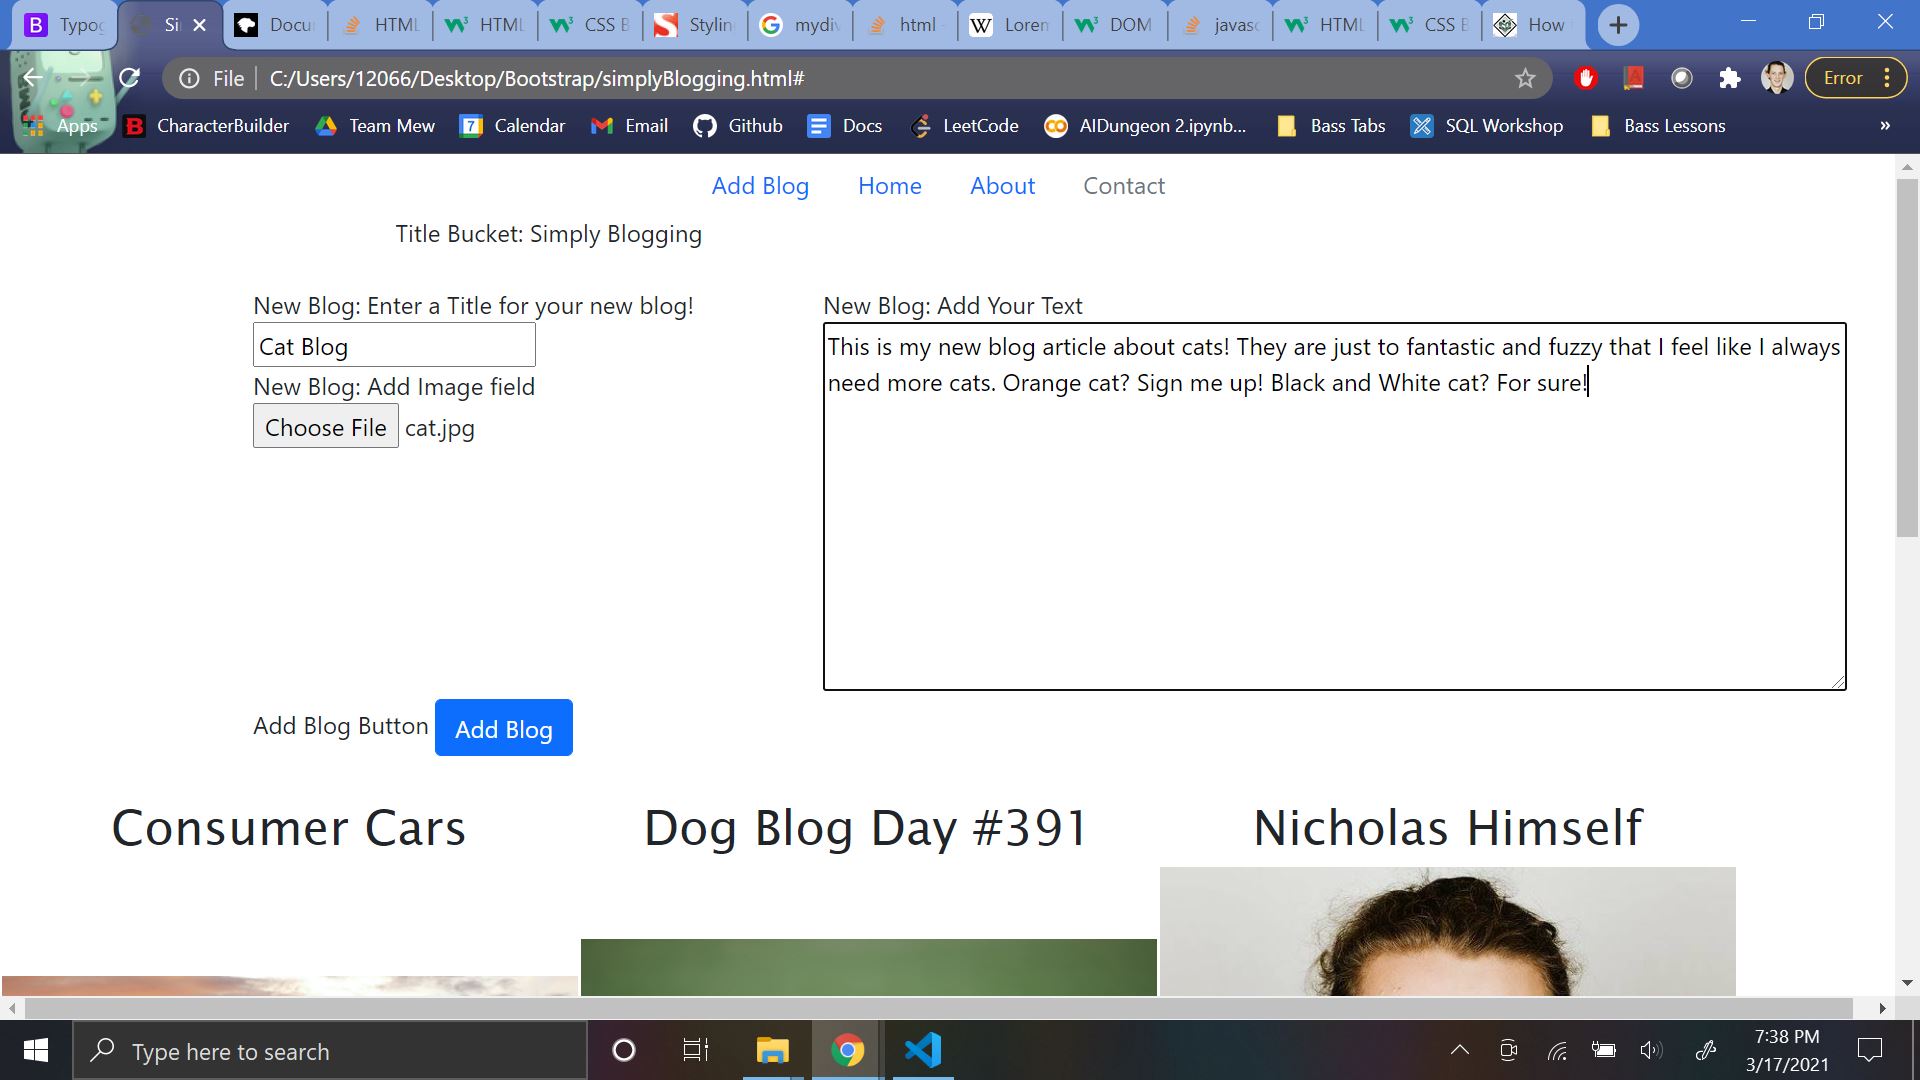 Typog
Si
Docu
HTML
HTML
CSS B
Styling
mydiv
html -
Lorem
DOM
javasc
HTML
CSS B
How
File
C:/Users/12066/Desktop/Bootstrap/simplyBlogging.html#
Error
Apps
CharacterBuilder
Team Mew
7
Calendar
Email
Github
Docs
LeetCode
AIDungeon 2.ipynb...
Bass Tabs
SQL Workshop
Bass Lessons
»
Add Blog
Home
About
Contact
Title Bucket: Simply Blogging
New Blog: Enter a Title for your new blog!
Cat Blog
New Blog: Add Image field
Choose File cat.jpg
New Blog: Add Your Text
This is my new blog article about cats! They are just to fantastic and fuzzy that I feel like I always
need more cats. Orange cat? Sign me up! Black and White cat? For sure!
Add Blog Button Add Blog
Consumer Cars
Dog Blog Day #391
Nicholas Himself
Type here to search
7:38 PM
3/17/2021